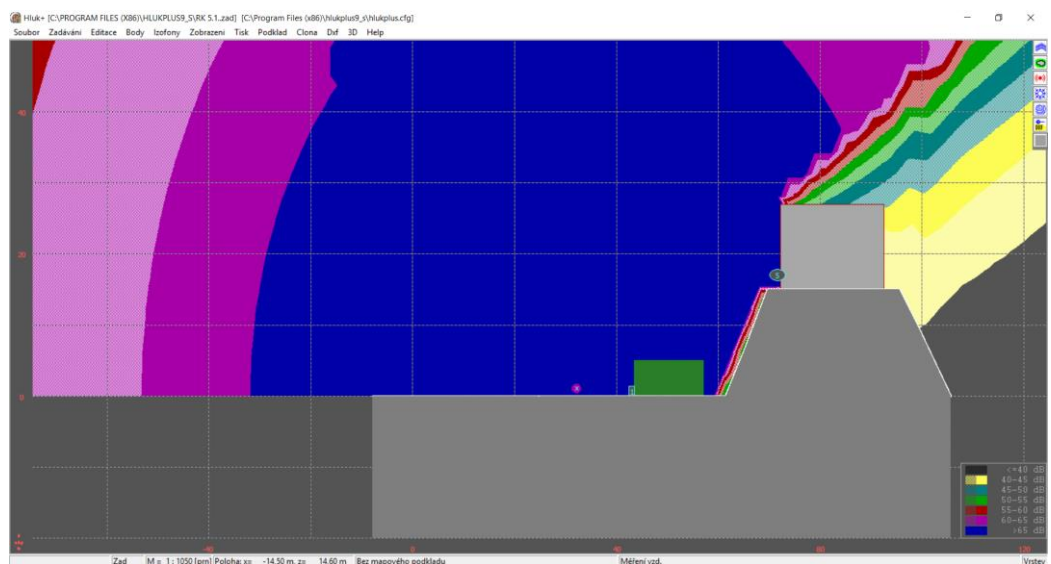 Hluk+ [C:\PROGRAM FILES (X86)\HLUKPLUS9_S\RK 5.1..zad] [C:\Program Files (x86)\hlukplus9_s\hlukplus.cfg]
Soubor Zadávání Editace Body Izofony Zobrazeni Tisk Podklad Clona Dxf 3D Help
40
20
0
-40 0 40 80 120
S
X
1
<=40 dB
40-45 dB
45-50 dB
50-55 dB
55-60 dB
60-65 dB
>65 dB
Zad M = 1 : 1050 [prn] Poloha: x= -14.50 m, z= 14.60 m Bez mapového podkladu Měření vzd. Vrstev